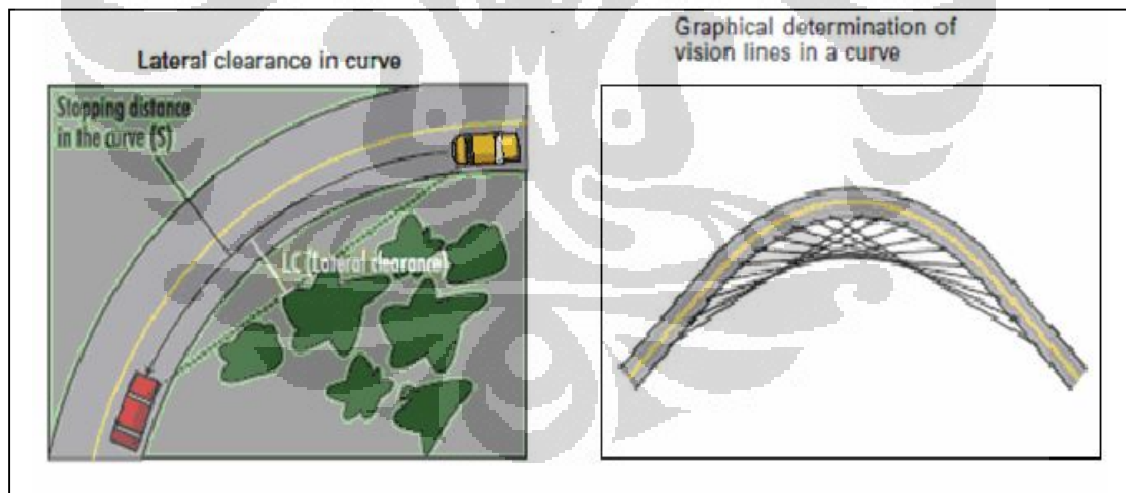 Lateral clearance in curve
Stopping distance
in the curve (S)
LC (Lateral clearance)
Graphical determination of
vision lines in a curve